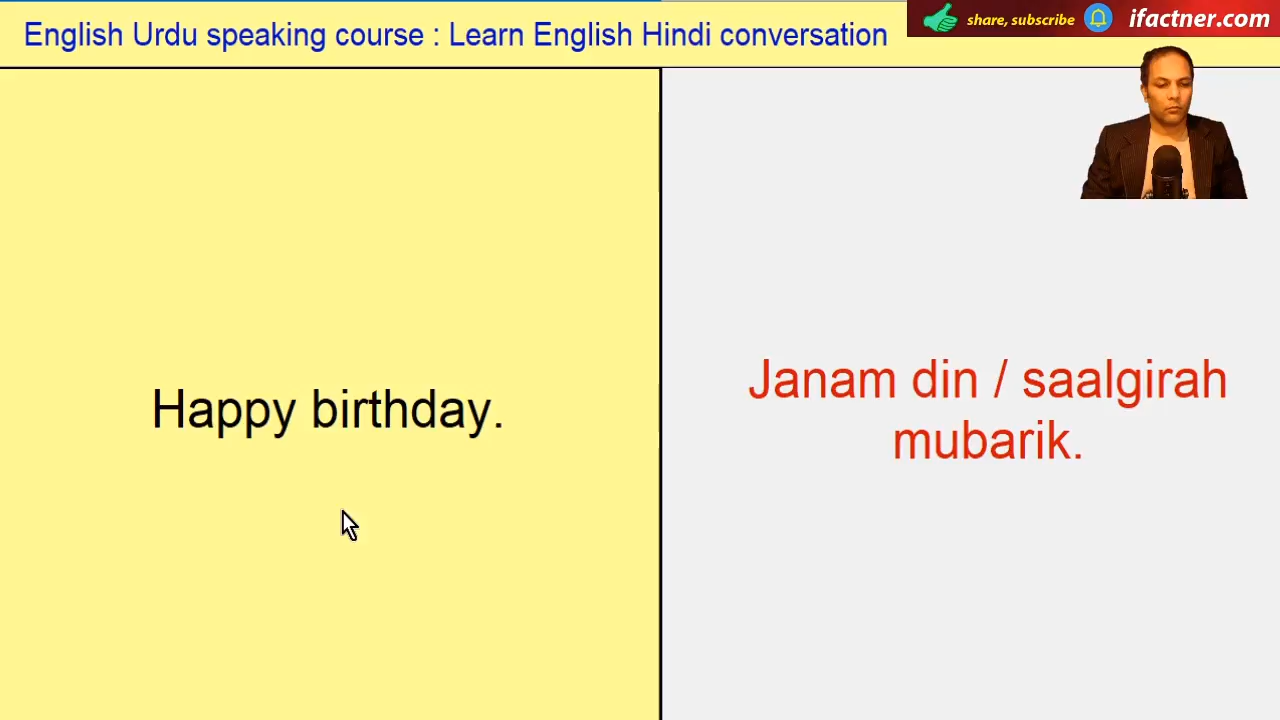 English Urdu speaking course : Learn English Hindi conversation
share, subscribe
ifactner.com
Happy birthday.
Janam din / saalgirah
mubarik.